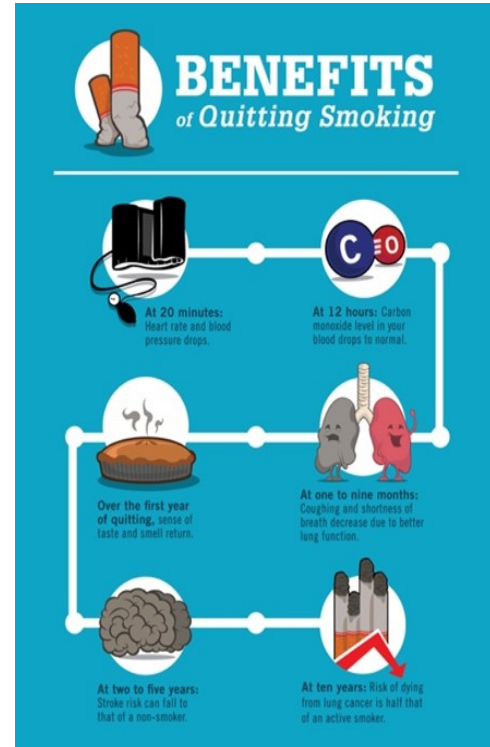 BENEFITS
of Quitting Smoking
C
O
At 20 minutes:
Heart rate and blood
pressure drops.
At 12 hours: Carbon
monoxide level in your
blood drops to normal.
At one to nine months:
Coughing and shortness of
breath decrease due to better
lung function.
Over the first year
of quitting, sense of
taste and smell return.
At two to five years:
Stroke risk can fall to
that of a non-smoker.
At ten years: Risk of dying
from lung cancer is half that
of an active smoker.